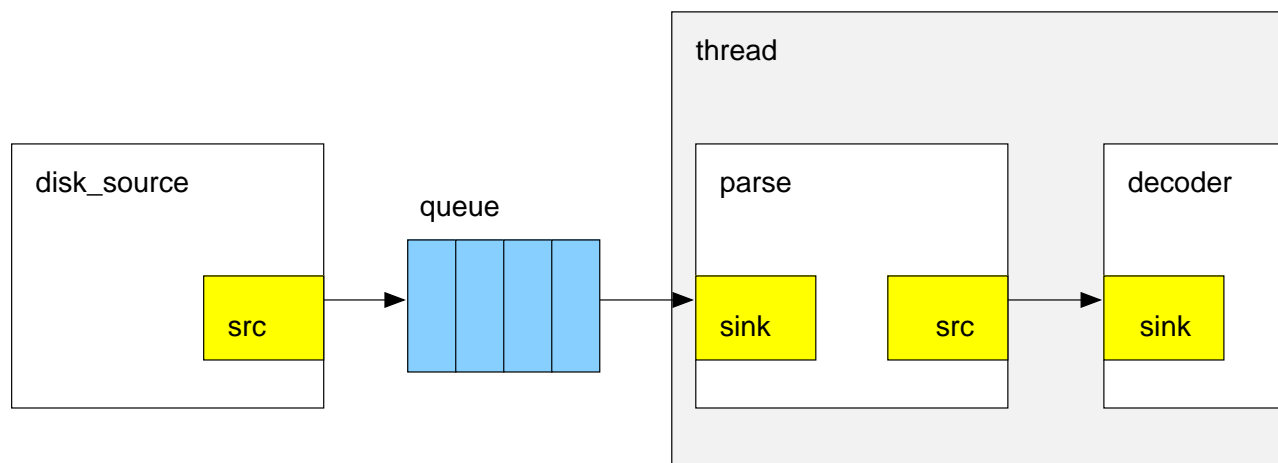 thread
disk_source
queue
parse
decoder
src
sink
src
sink